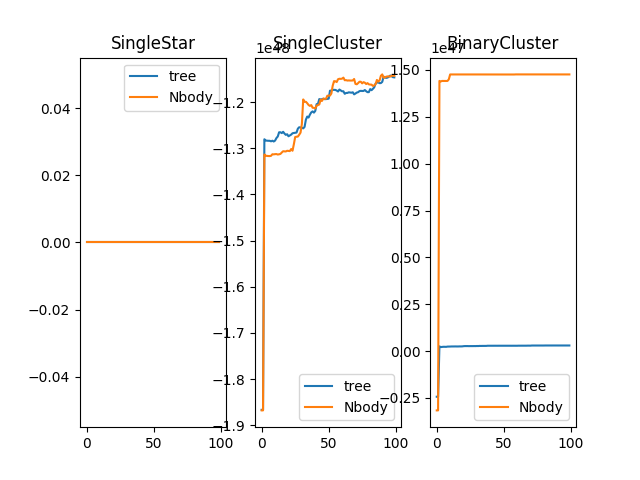 SingleStar
0.04
0.02
0.00
−0.02
−0.04
0
50
100
tree
Nbody
1e48
SingleCluster
−1.2
−1.3
−1.4
−1.5
−1.6
−1.7
−1.8
−1.9
0
50
100
tree
Nbody
1e47
BinaryCluster
1.50
1.25
1.00
0.75
0.50
0.25
0.00
−0.25
0
50
100
tree
Nbody